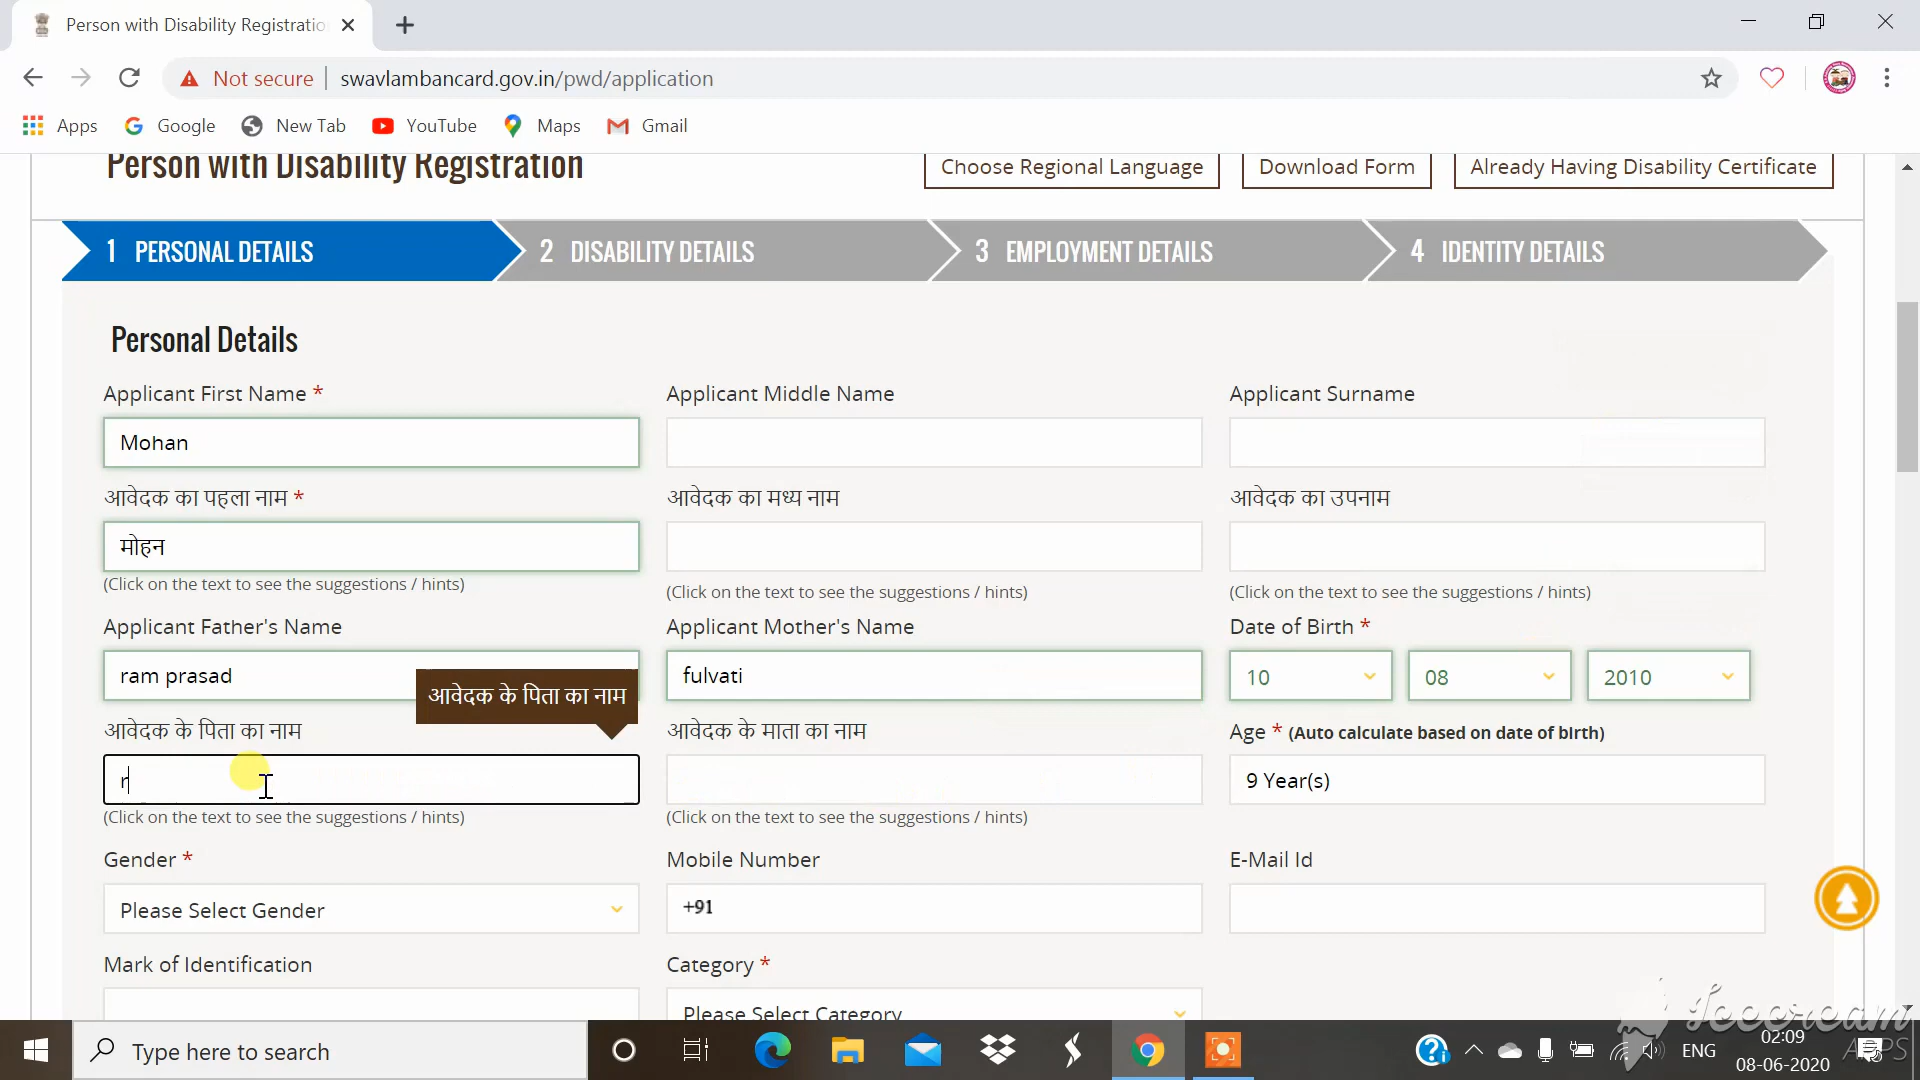 Person with Disability Registratio
Not secure swavlambancard.gov.in/pwd/application
Apps Google New Tab YouTube Maps Gmail
Person with Disability Registration Choose Regional Language Download Form Already Having Disability Certificate
1 PERSONAL DETAILS 2 DISABILITY DETAILS 3 EMPLOYMENT DETAILS 4 IDENTITY DETAILS
Personal Details
Applicant First Name * Applicant Middle Name Applicant Surname
Mohan
आवेदक का पहला नाम * आवेदक का मध्य नाम आवेदक का उपनाम
मोहन
(Click on the text to see the suggestions / hints) (Click on the text to see the suggestions / hints) (Click on the text to see the suggestions / hints)
Applicant Father's Name Applicant Mother's Name Date of Birth *
ram prasad fulvati 10 08 2010
आवेदक के पिता का नाम
आवेदक के पिता का नाम आवेदक के माता का नाम Age * (Auto calculate based on date of birth)
r 9 Year(s)
(Click on the text to see the suggestions / hints) (Click on the text to see the suggestions / hints)
Gender * Mobile Number E-Mail Id
Please Select Gender +91
Mark of Identification Category *
Please Select Category
Icecream
APPS
Type here to search ENG 02:09
08-06-2020